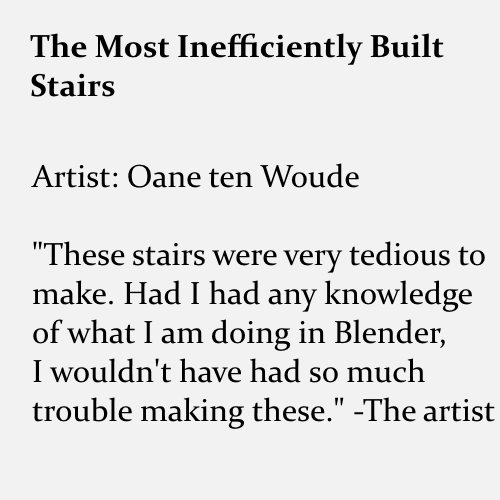 The Most Inefficiently Built
Stairs
Artist: Oane ten Woude
"These stairs were very tedious to
make. Had I had any knowledge
of what I am doing in Blender,
I wouldn't have had so much
trouble making these." -The artist